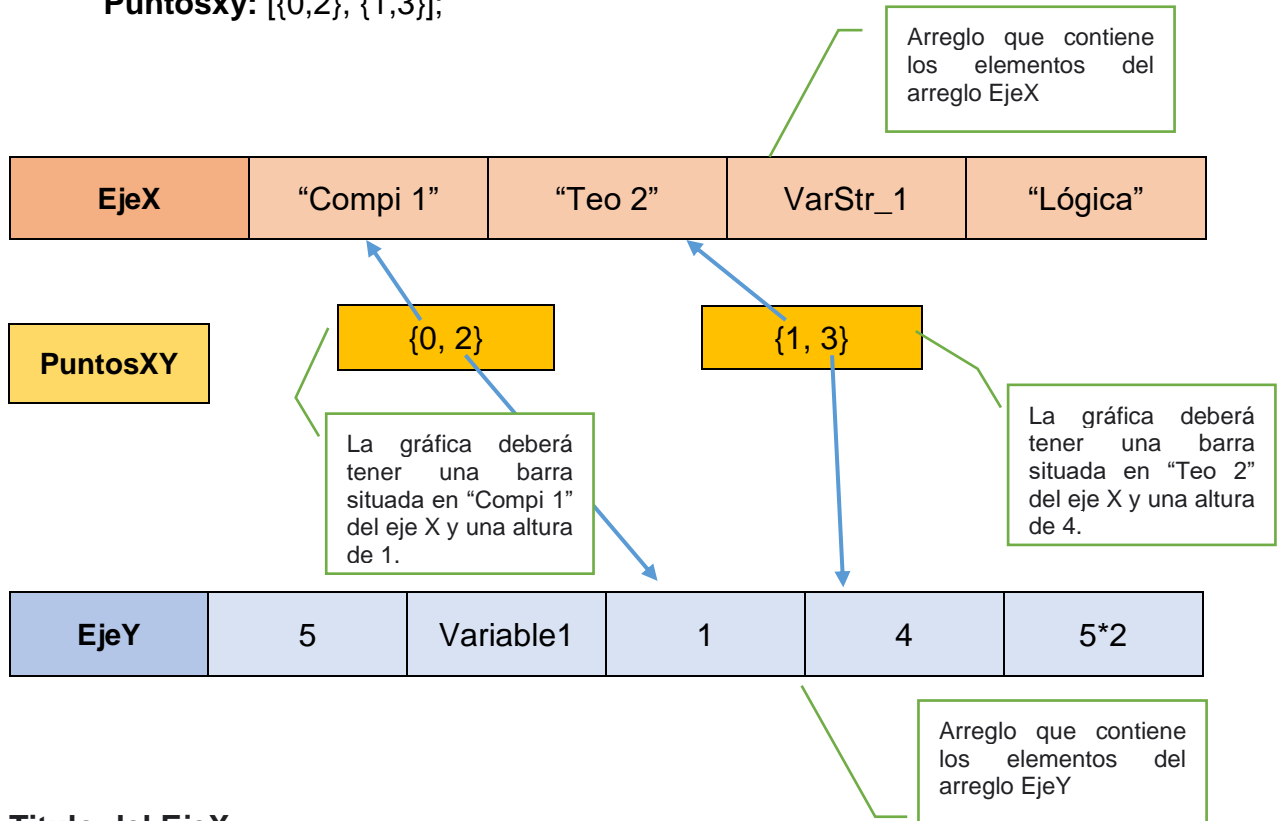 Puntosxy: [{0,2}, {1,3}];
Arreglo que contiene
los elementos del
arreglo EjeX
EjeX “Compi 1” “Teo 2” VarStr_1 “Lógica”
{0, 2} {1, 3}
PuntosXY
La gráfica deberá
tener una barra
situada en “Compi 1”
del eje X y una altura
de 1.
La gráfica deberá
tener una barra
situada en “Teo 2”
del eje X y una altura
de 4.
EjeY 5 Variable1 1 4 5*2
Arreglo que contiene
los elementos del
arreglo EjeY
Titulo del EjeX